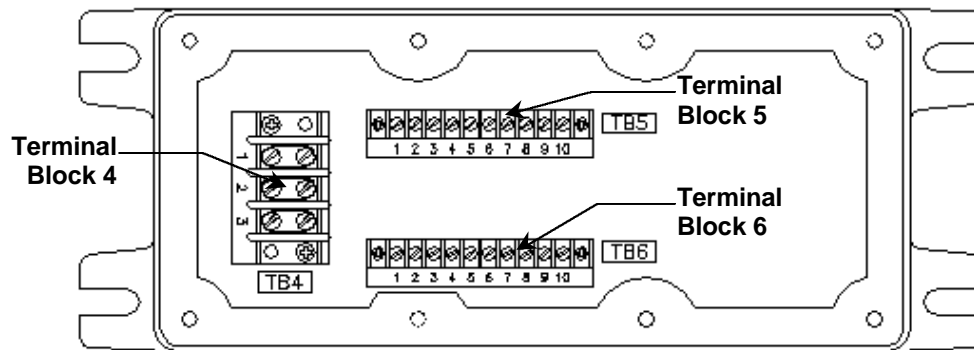 Terminal
Block 5
TB5
1 2 3 4 5 6 7 8 9 10
Terminal
Block 4
1
2
3
TB4
Terminal
Block 6
TB6
1 2 3 4 5 6 7 8 9 10